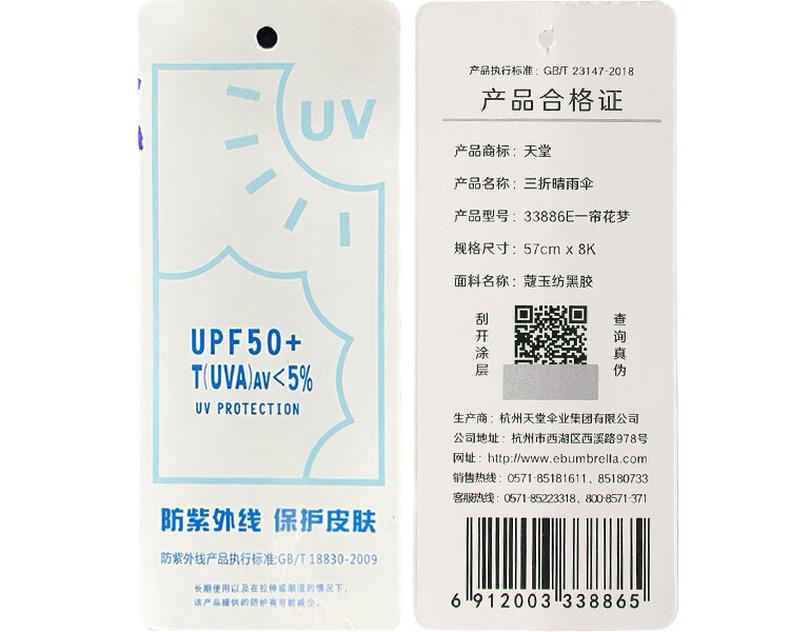 UV
UPF50+
T(UVA)AV<5%
UV PROTECTION
防紫外线 保护皮肤
防紫外线产品执行标准:GB/T 18830-2009
长期使用以及在拉伸或潮湿的情况下,
该产品提供的防护有可能减少。
产品执行标准：GB/T 23147-2018
产品合格证
产品商标：天堂
产品名称：三折晴雨伞
产品型号：33886E一帘花梦
规格尺寸：57cm x 8K
面料名称：蔻玉纺黑胶
刮开涂层
查询真伪
生产商：杭州天堂伞业集团有限公司
公司地址：杭州市西湖区西溪路978号
网址：http://www.ebumbrella.com
销售热线：0571-85181611、85180733
客服热线：0571-85223318、800-8571-371
6 912003 338865